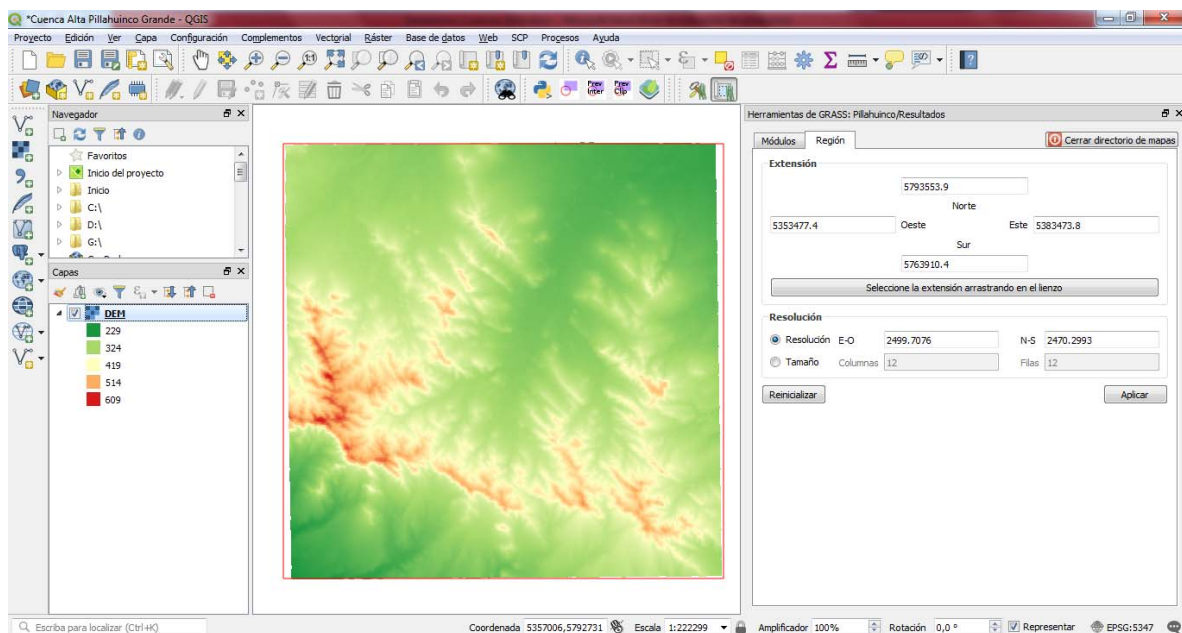 *Cuenca Alta Pillahuinco Grande - QGIS
Proyecto Edición Ver Capa Configuración Complementos Vectorial Ráster Base de datos Web SCP Procesos Ayuda
Navegador
Favoritos
Inicio del proyecto
Inicio
C:\
D:\
G:\
Capas
DEM
229
324
419
514
609
Herramientas de GRASS: Pillahuinco/Resultados
Módulos Región Cerrar directorio de mapas
Extensión
5793553.9
Norte
5353477.4 Oeste Este 5383473.8
Sur
5763910.4
Seleccione la extensión arrastrando en el lienzo
Resolución
Resolución E-O 2499.7076 N-S 2470.2993
Tamaño Columnas 12 Filas 12
Reinicializar Aplicar
Escriba para localizar (Ctrl+K) Coordenada 5357006,5792731 Escala 1:222299 Amplificador 100% Rotación 0,0 ° Representar EPSG:5347